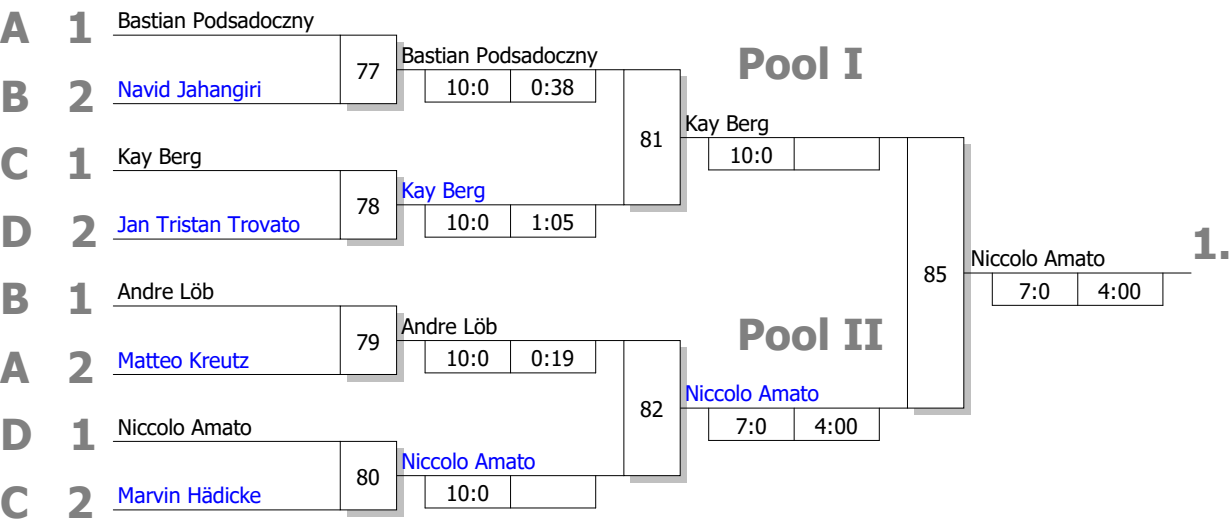 A 1 Bastian Podsadoczny
77
Bastian Podsadoczny
10:0 0:38
B 2 Navid Jahangiri
Pool I
81
Kay Berg
10:0
C 1 Kay Berg
78
Kay Berg
10:0 1:05
D 2 Jan Tristan Trovato
85
Niccolo Amato
7:0 4:00
1.
B 1 Andre Löb
79
Andre Löb
10:0 0:19
A 2 Matteo Kreutz
Pool II
82
Niccolo Amato
7:0 4:00
D 1 Niccolo Amato
80
Niccolo Amato
10:0
C 2 Marvin Hädicke